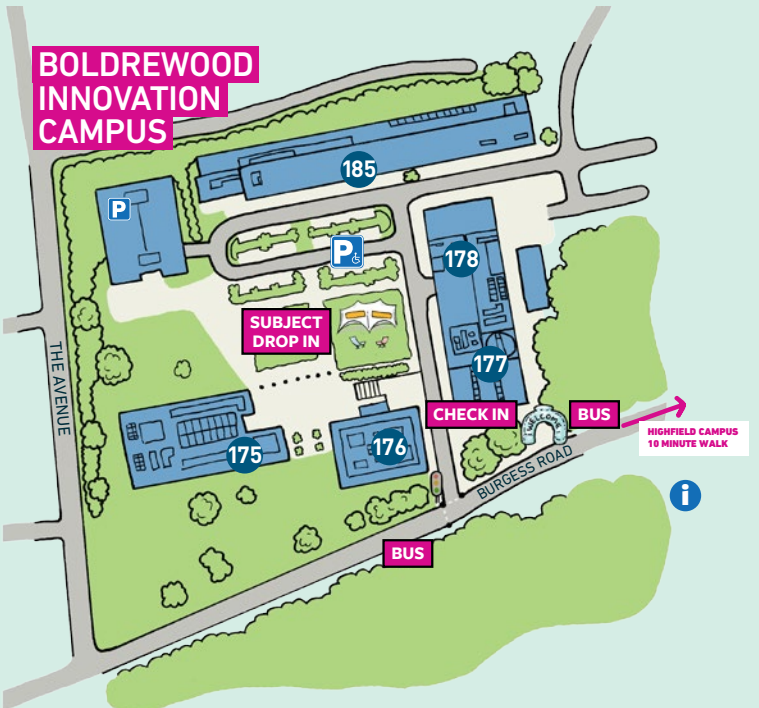 BOLDREWOOD
INNOVATION
CAMPUS
185
P
P
178
SUBJECT
DROP IN
THE AVENUE
177
CHECK IN
WELCOME
BUS
HIGHFIELD CAMPUS
10 MINUTE WALK
176
175
BURGESS ROAD
i
BUS